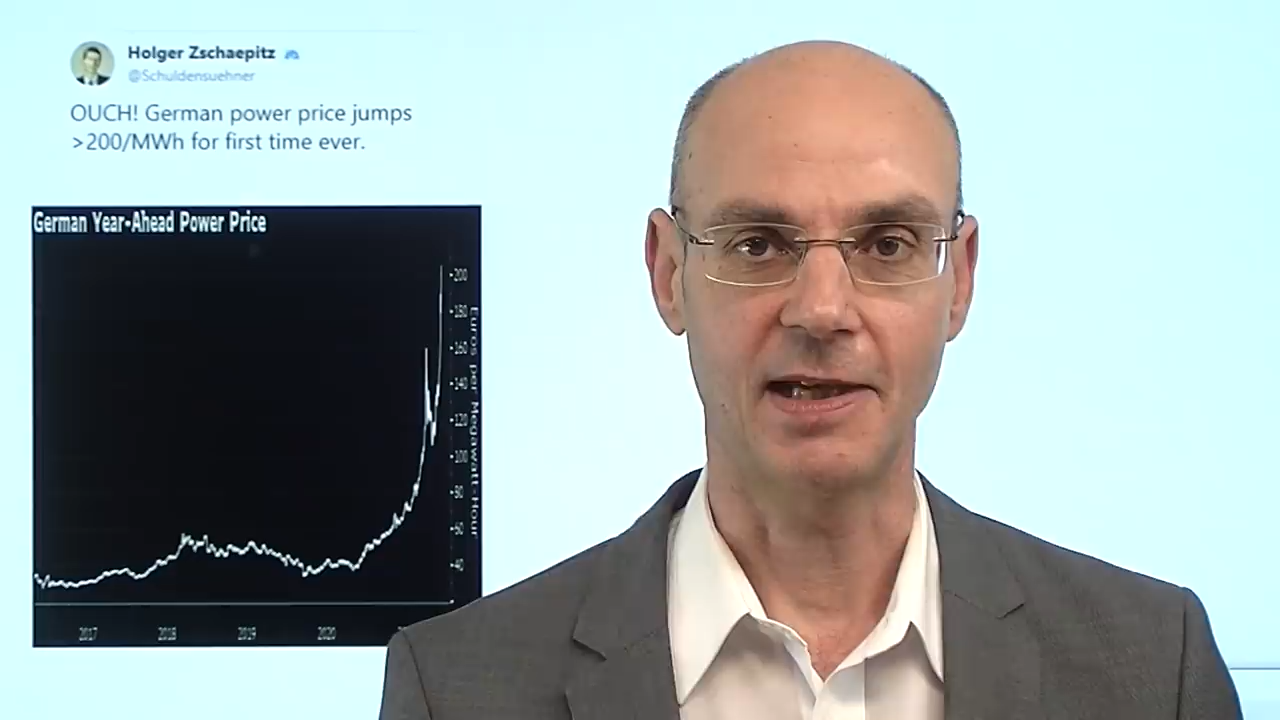 Holger Zschaepitz
@Schuldensuehner
OUCH! German power price jumps
>200/MWh for first time ever.
German Year-Ahead Power Price
200
180
160
140
120
100
80
60
40
Euros per Megawatt-Hour
2017
2018
2019
2020